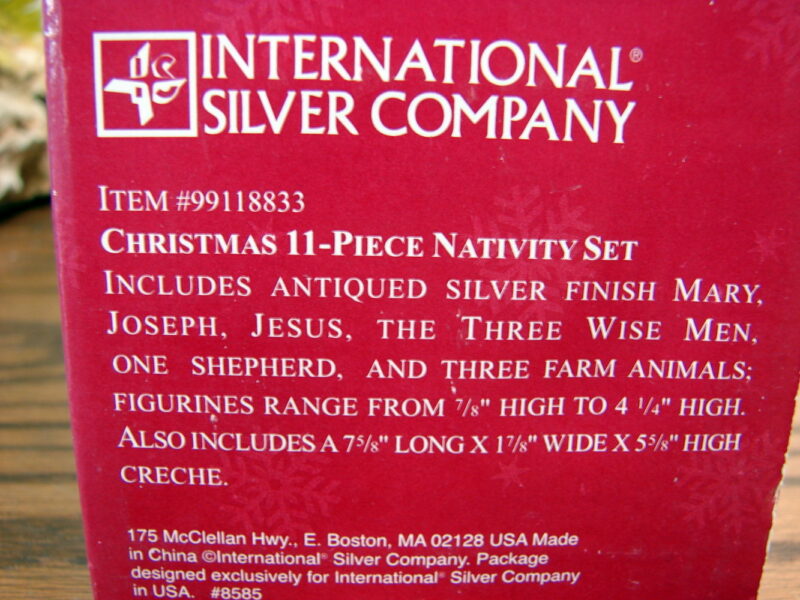 INTERNATIONAL®
SILVER COMPANY
ITEM #99118833
CHRISTMAS 11-PIECE NATIVITY SET
INCLUDES ANTIQUED SILVER FINISH MARY,
JOSEPH, JESUS, THE THREE WISE MEN,
ONE SHEPHERD, AND THREE FARM ANIMALS;
FIGURINES RANGE FROM 7/8" HIGH TO 4 1/4" HIGH.
ALSO INCLUDES A 7 5/8" LONG X 1 7/8" WIDE X 5 5/8" HIGH
CRECHE.
175 McClellan Hwy., E. Boston, MA 02128 USA Made
in China ©International® Silver Company. Package
designed exclusively for International® Silver Company
in USA. #8585